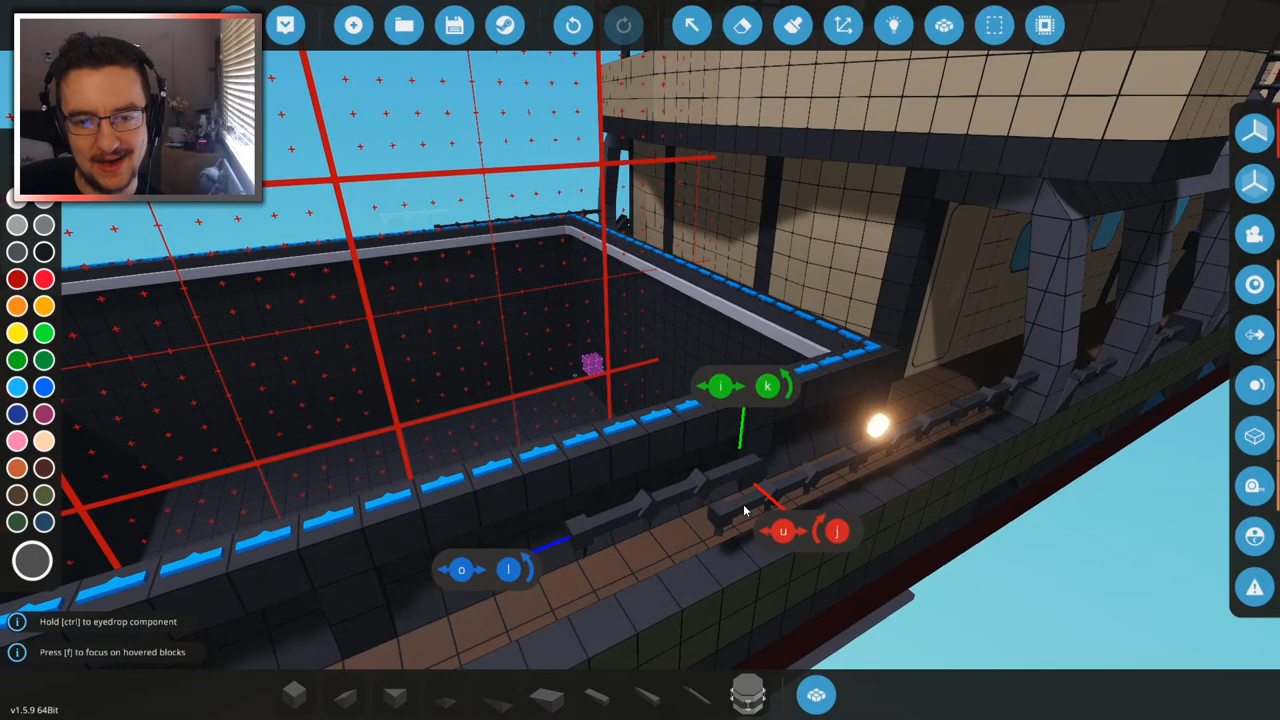 i k
u j
o l
Hold [ctrl] to eyedrop component
Press [f] to focus on hovered blocks
v1.5.9 64Bit